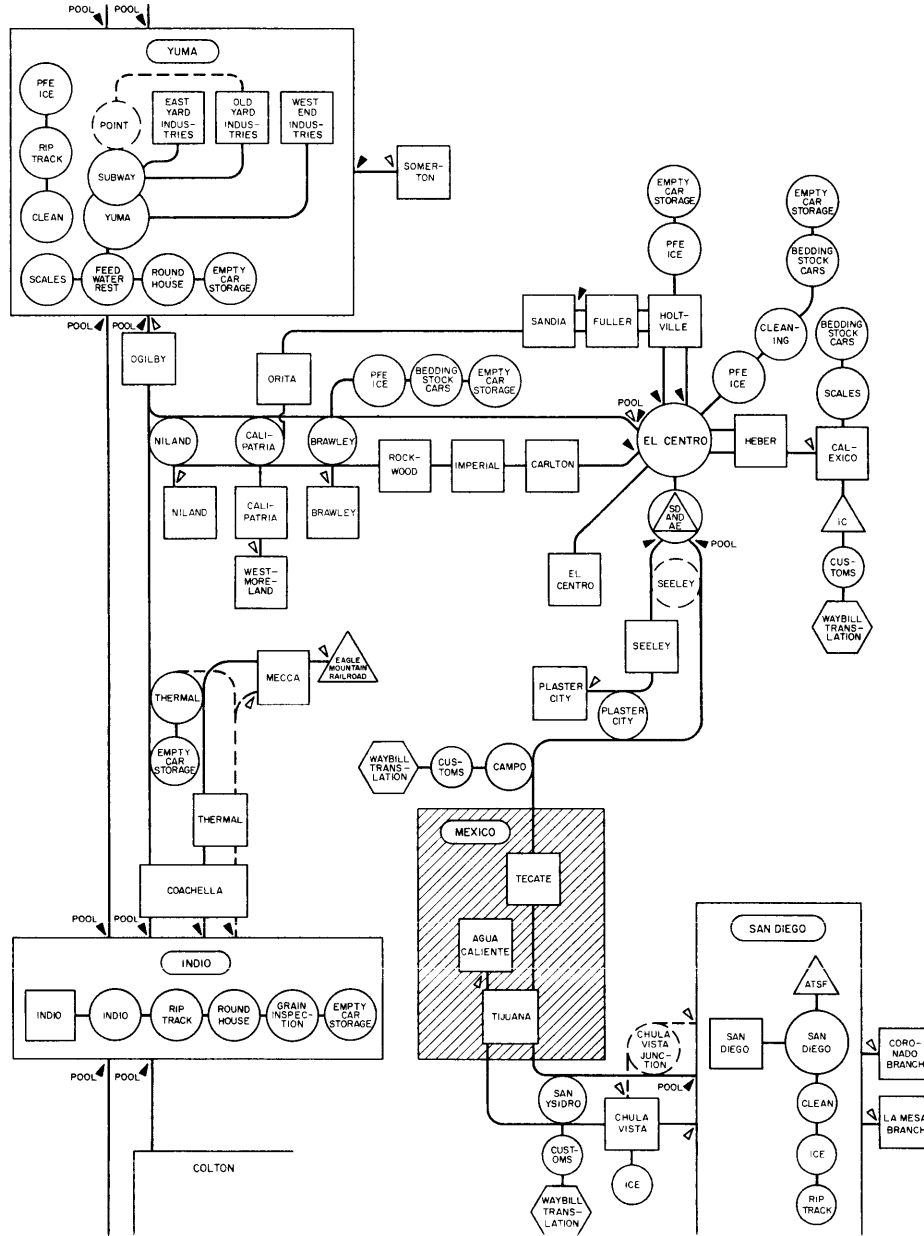 POOL POOL
YUMA
PFE
ICE
POINT
EAST
YARD
INDUS-
TRIES
OLD
YARD
INDUS-
TRIES
WEST
END
INDUS-
TRIES
RIP
TRACK
SUBWAY
CLEAN
YUMA
SCALES
FEED
WATER
REST
ROUND
HOUSE
EMPTY
CAR
STORAGE
SOMER-
TON
POOL POOL
OGILBY
EMPTY
CAR
STORAGE
PFE
ICE
SANDIA
FULLER
HOLT-
VILLE
EMPTY
CAR
STORAGE
BEDDING
STOCK
CARS
CLEAN-
ING
PFE
ICE
BEDDING
STOCK
CARS
SCALES
ORITA
PFE
ICE
BEDDING
STOCK
CARS
EMPTY
CAR
STORAGE
POOL
NILAND
CALI-
PATRIA
BRAWLEY
EL CENTRO
HEBER
CAL-
EXICO
ROCK-
WOOD
IMPERIAL
CARLTON
NILAND
CALI-
PATRIA
BRAWLEY
SD
AND
AE
POOL
IC
WEST-
MORE-
LAND
EL
CENTRO
SEELEY
CUS-
TOMS
WAYBILL
TRANS-
LATION
SEELEY
MECCA
EAGLE
MOUNTAIN
RAILROAD
THERMAL
PLASTER
CITY
PLASTER
CITY
EMPTY
CAR
STORAGE
WAYBILL
TRANS-
LATION
CUS-
TOMS
CAMPO
THERMAL
MEXICO
COACHELLA
TECATE
POOL POOL
AGUA
CALIENTE
SAN DIEGO
INDIO
ATSF
INDIO
INDIO
RIP
TRACK
ROUND
HOUSE
GRAIN
INSPEC-
TION
EMPTY
CAR
STORAGE
TIJUANA
CHULA
VISTA
JUNC-
TION
SAN
DIEGO
SAN
DIEGO
CORO-
NADO
BRANCH
POOL POOL
POOL
SAN
YSIDRO
CHULA
VISTA
CLEAN
LA MESA
BRANCH
COLTON
CUST-
OMS
ICE
ICE
WAYBILL
TRANS-
LATION
RIP
TRACK